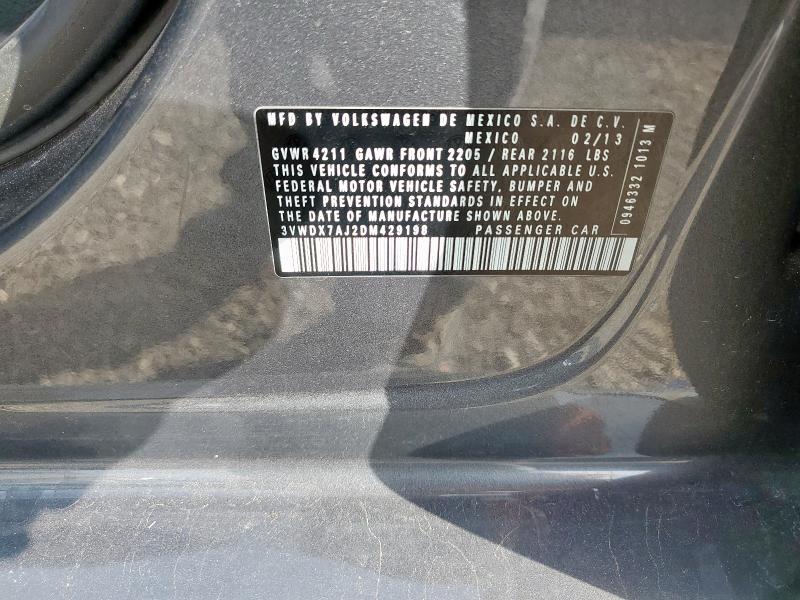 MFD BY VOLKSWAGEN DE MEXICO S.A. DE C.V.
MEXICO 02/13
GVWR 4211 GAWR FRONT 2205 / REAR 2116 LBS
THIS VEHICLE CONFORMS TO ALL APPLICABLE U.S.
FEDERAL MOTOR VEHICLE SAFETY, BUMPER AND
THEFT PREVENTION STANDARDS IN EFFECT ON
THE DATE OF MANUFACTURE SHOWN ABOVE.
3VWDX7AJ2DM429198 PASSENGER CAR
0946332 1013 M